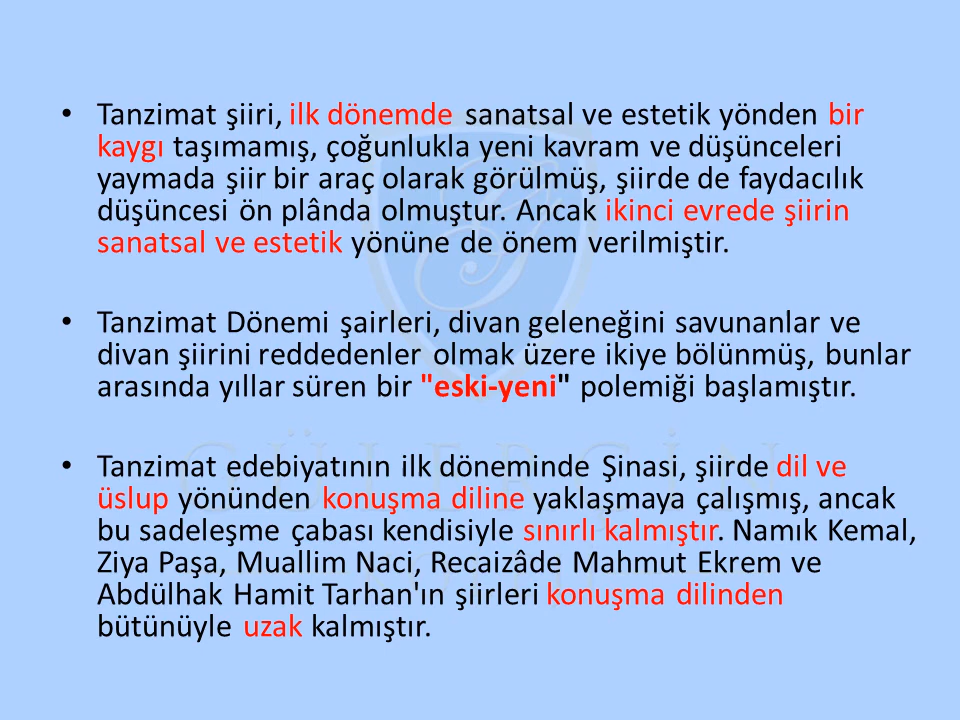 • Tanzimat şiiri, ilk dönemde sanatsal ve estetik yönden bir
kaygı taşımamış, çoğunlukla yeni kavram ve düşünceleri
yaymada şiir bir araç olarak görülmüş, şiirde de faydacılık
düşüncesi ön plânda olmuştur. Ancak ikinci evrede şiirin
sanatsal ve estetik yönüne de önem verilmiştir.
• Tanzimat Dönemi şairleri, divan geleneğini savunanlar ve
divan şiirini reddedenler olmak üzere ikiye bölünmüş, bunlar
arasında yıllar süren bir "eski-yeni" polemiği başlamıştır.
• Tanzimat edebiyatının ilk döneminde Şinasi, şiirde dil ve
üslup yönünden konuşma diline yaklaşmaya çalışmış, ancak
bu sadeleşme çabası kendisiyle sınırlı kalmıştır. Namık Kemal,
Ziya Paşa, Muallim Naci, Recaizâde Mahmut Ekrem ve
Abdülhak Hamit Tarhan'ın şiirleri konuşma dilinden
bütünüyle uzak kalmıştır.